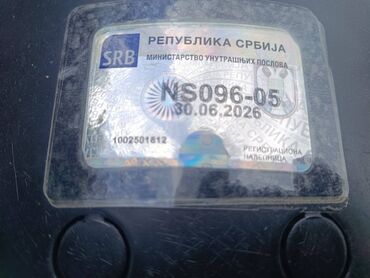 РЕПУБЛИКА СРБИЈА
SRB
МИНИСТАРСТВО УНУТРАШЊИХ ПОСЛОВА
NS096-05
30.06.2026
1002501812
РЕГИСТРАЦИОНА
НАЛЕПНИЦА